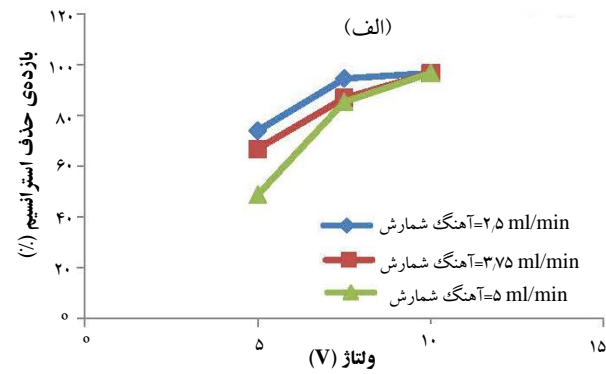 (الف)
۱۲۰
۱۰۰
۸۰
۶۰
۴۰
۲۰
۰
بازده‌ی حذف استرانسیم (٪)
آهنگ شمارش=۲٫۵ ml/min
آهنگ شمارش=۳٫۷۵ ml/min
آهنگ شمارش=۵ ml/min
۰ ۵ ۱۰ ۱۵
ولتاژ (V)